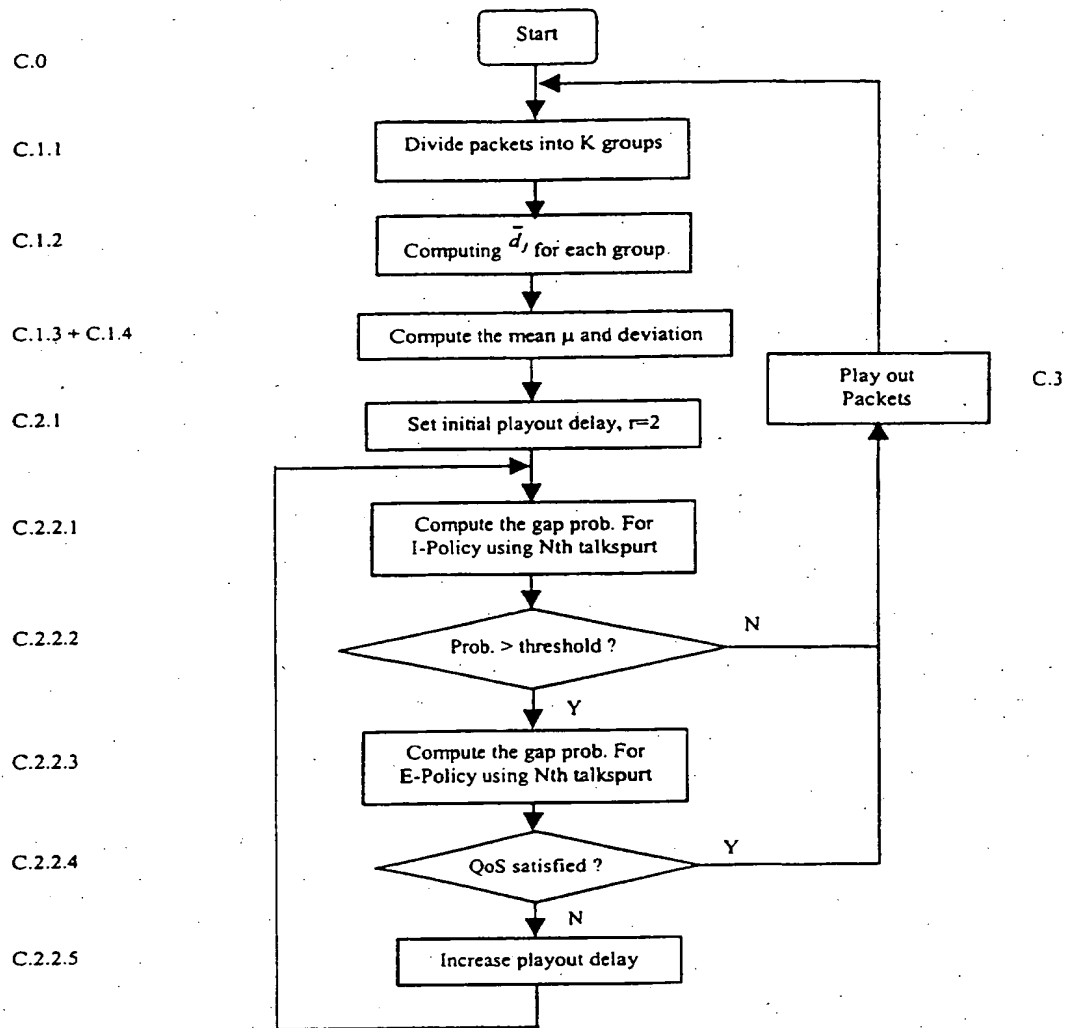 Start
C.0
C.1.1
Divide packets into K groups
C.1.2
Computing d̄j for each group.
C.1.3 + C.1.4
Compute the mean μ and deviation
Play out
Packets
C.3
C.2.1
Set initial playout delay, r=2
C.2.2.1
Compute the gap prob. For
I-Policy using Nth talkspurt
C.2.2.2
Prob. > threshold ?
N
Y
C.2.2.3
Compute the gap prob. For
E-Policy using Nth talkspurt
C.2.2.4
QoS satisfied ?
Y
N
C.2.2.5
Increase playout delay